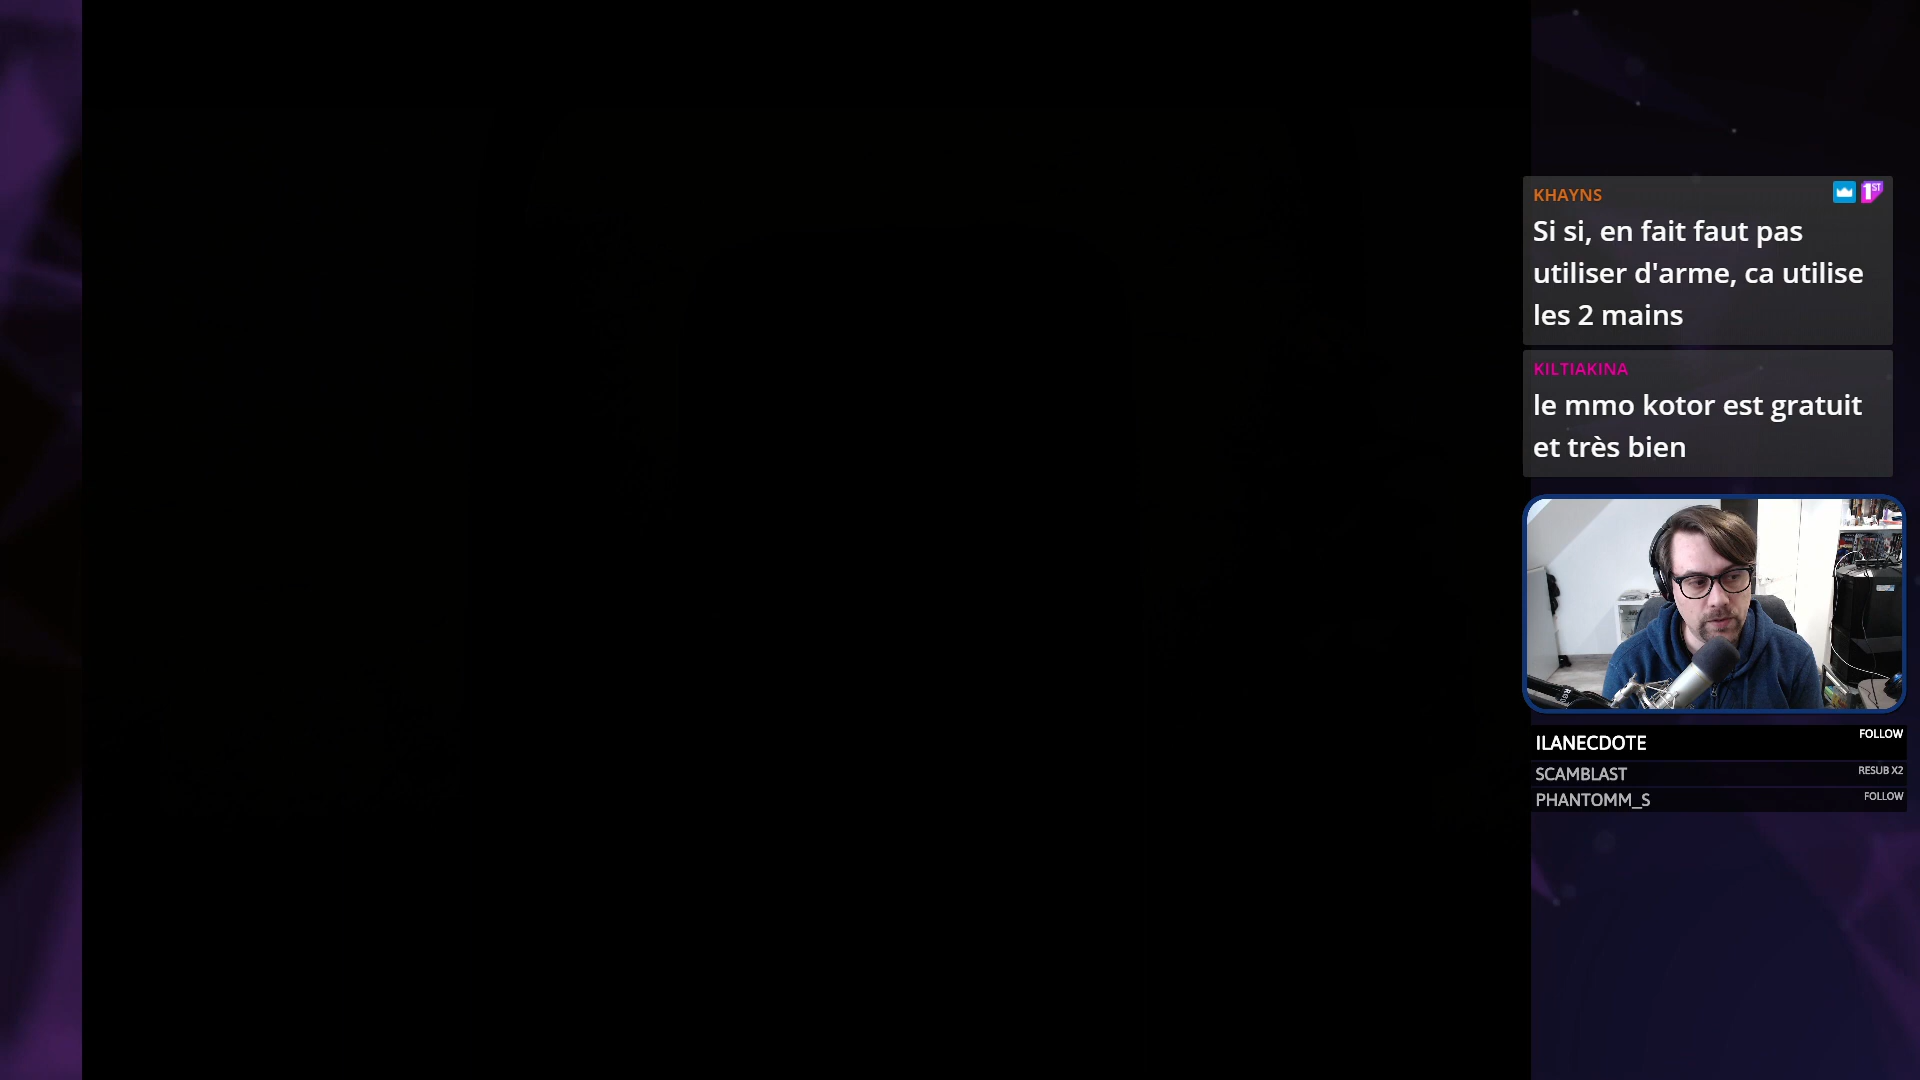 KHAYNS
1ST
Si si, en fait faut pas
utiliser d'arme, ca utilise
les 2 mains
KILTIAKINA
le mmo kotor est gratuit
et très bien
ILANECDOTE FOLLOW
SCAMBLAST RESUB X2
PHANTOMM_S FOLLOW